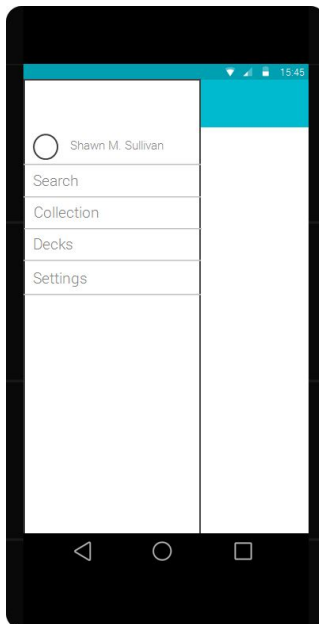 15:45
Shawn M. Sullivan
Search
Collection
Decks
Settings